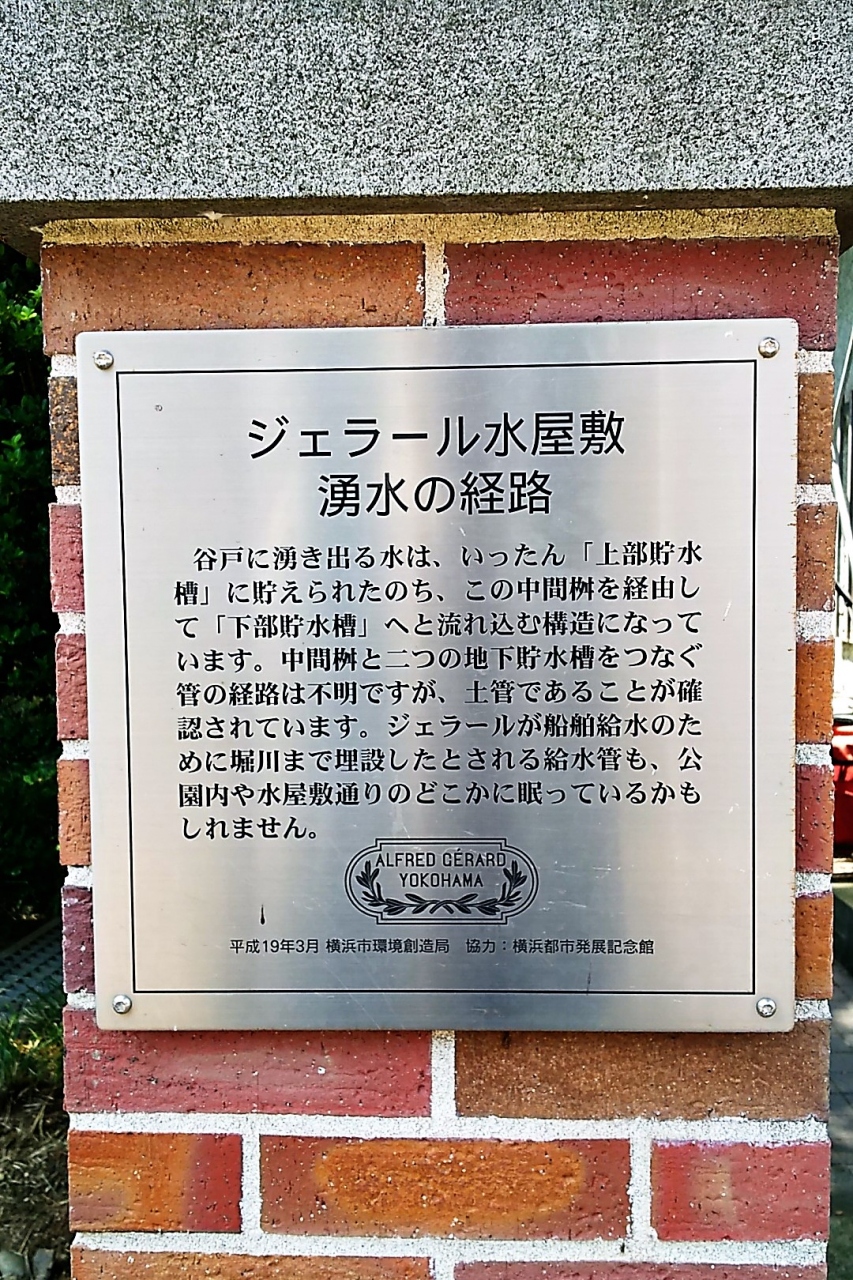 ジェラール水屋敷
湧水の経路
谷戸に湧き出る水は、いったん「上部貯水
槽」に貯えられたのち、この中間桝を経由し
て「下部貯水槽」へと流れ込む構造になって
います。中間桝と二つの地下貯水槽をつなぐ
管の経路は不明ですが、土管であることが確
認されています。ジェラールが船舶給水のた
めに堀川まで埋設したとされる給水管も、公
園内や水屋敷通りのどこかに眠っているかも
しれません。
ALFRED GÉRARD
YOKOHAMA
平成19年3月 横浜市環境創造局　協力：横浜都市発展記念館